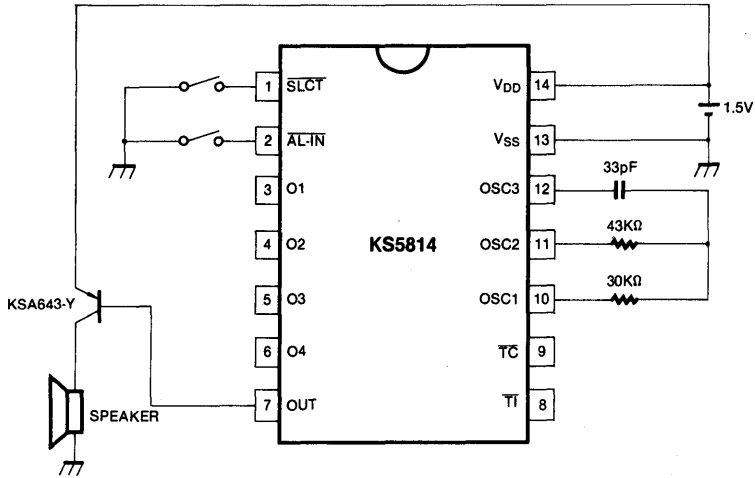 1 SLCT
2 AL-IN
3 O1
4 O2
5 O3
6 O4
7 OUT
KS5814
VDD 14
VSS 13
OSC3 12
OSC2 11
OSC1 10
TC 9
TI 8
1.5V
33pF
43KΩ
30KΩ
KSA643-Y
SPEAKER